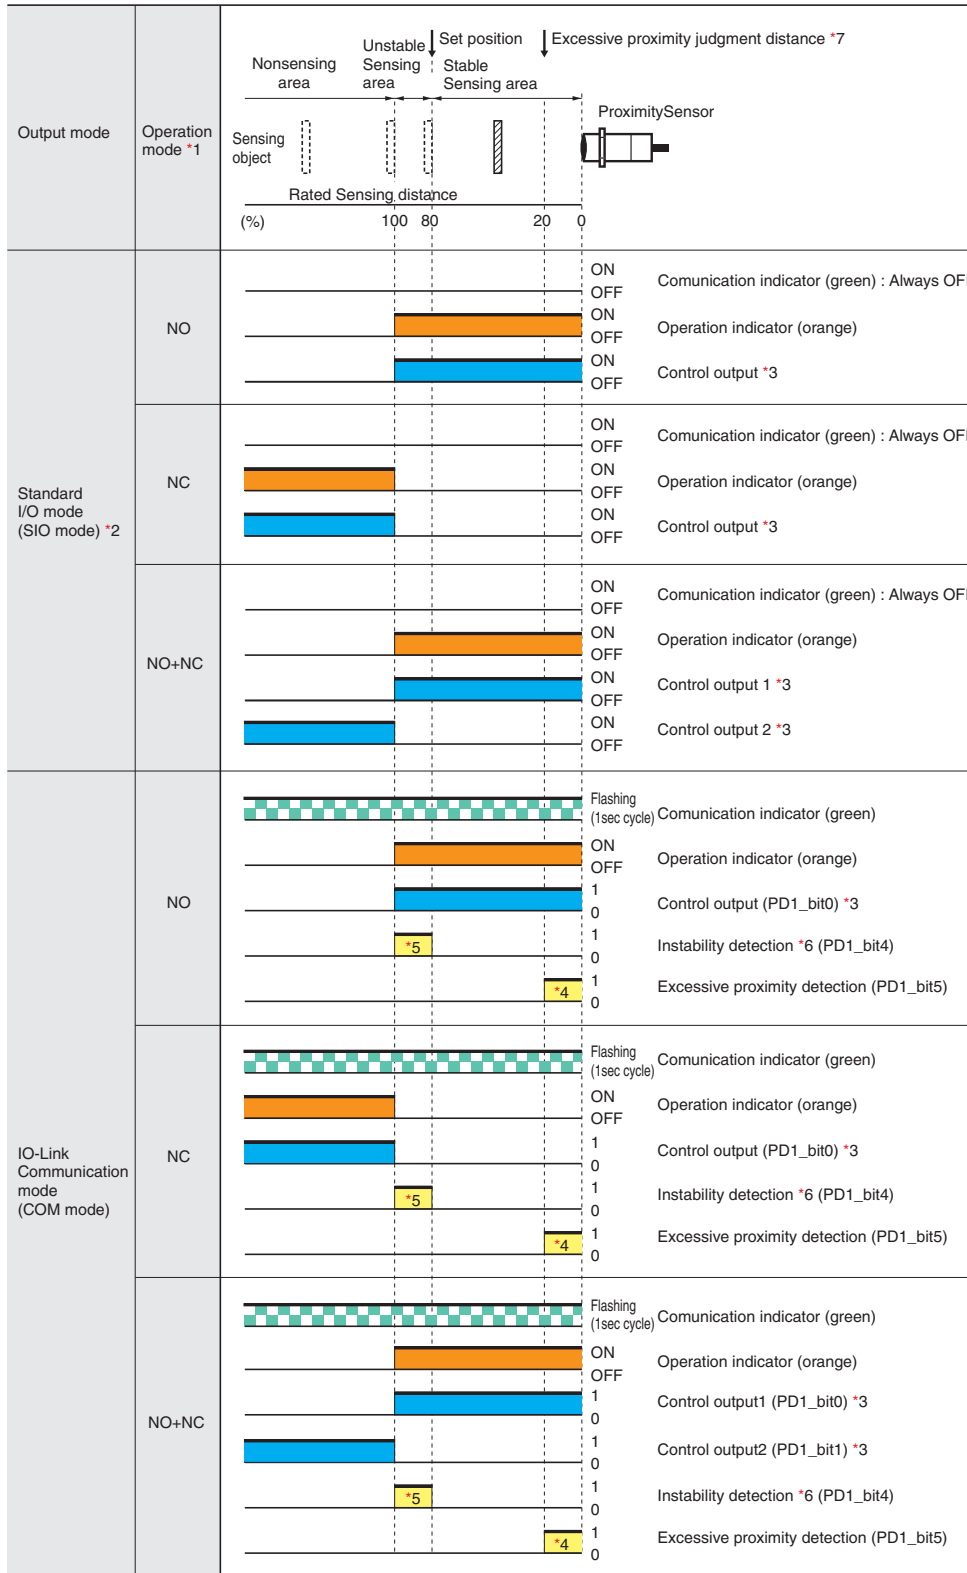 Output mode
Operation
mode *1
Nonsensing
area
Unstable
Sensing
area
Set position
Stable
Sensing area
Excessive proximity judgment distance *7
ProximitySensor
Sensing
object
Rated Sensing distance
(%)
100
80
20
0
Standard
I/O mode
(SIO mode) *2
NO
ON
OFF
Comunication indicator (green) : Always OF
ON
OFF
Operation indicator (orange)
ON
OFF
Control output *3
NC
ON
OFF
Comunication indicator (green) : Always OF
ON
OFF
Operation indicator (orange)
ON
OFF
Control output *3
NO+NC
ON
OFF
Comunication indicator (green) : Always OF
ON
OFF
Operation indicator (orange)
ON
OFF
Control output 1 *3
ON
OFF
Control output 2 *3
IO-Link
Communication
mode
(COM mode)
NO
Flashing
(1sec cycle)
Comunication indicator (green)
ON
OFF
Operation indicator (orange)
1
0
Control output (PD1_bit0) *3
*5
1
0
Instability detection *6 (PD1_bit4)
*4
1
0
Excessive proximity detection (PD1_bit5)
NC
Flashing
(1sec cycle)
Comunication indicator (green)
ON
OFF
Operation indicator (orange)
1
0
Control output (PD1_bit0) *3
*5
1
0
Instability detection *6 (PD1_bit4)
*4
1
0
Excessive proximity detection (PD1_bit5)
NO+NC
Flashing
(1sec cycle)
Comunication indicator (green)
ON
OFF
Operation indicator (orange)
1
0
Control output1 (PD1_bit0) *3
1
0
Control output2 (PD1_bit1) *3
*5
1
0
Instability detection *6 (PD1_bit4)
*4
1
0
Excessive proximity detection (PD1_bit5)